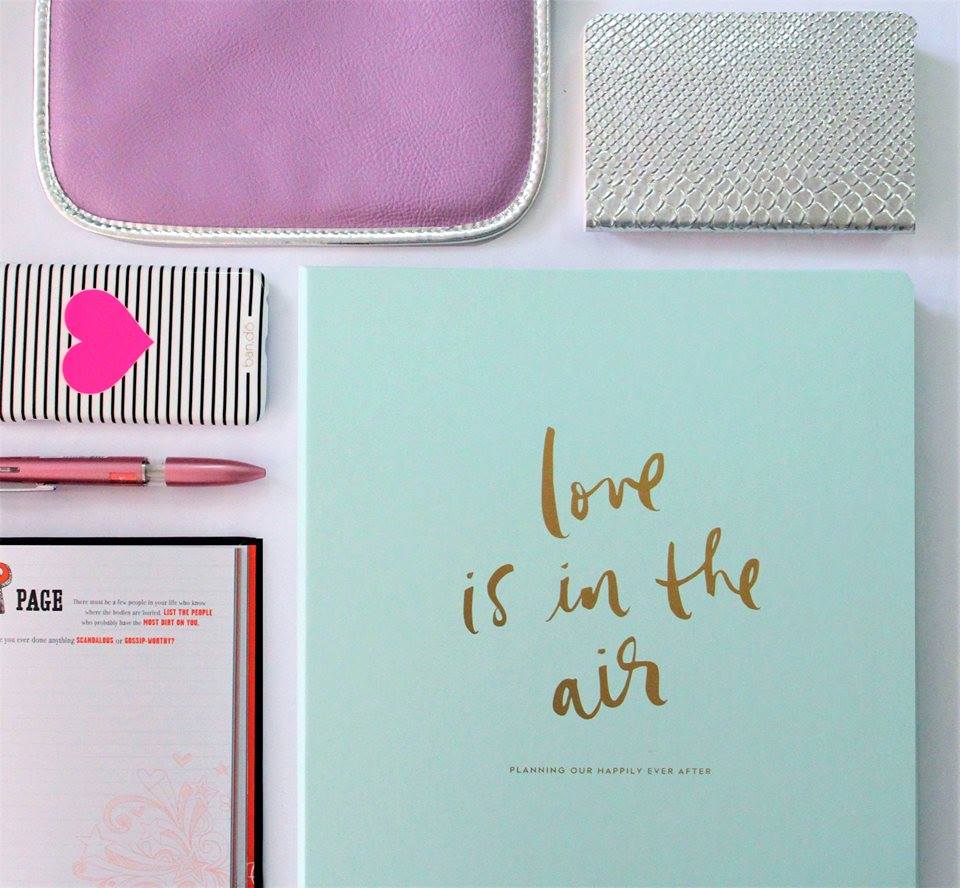 ban.dō
love
is in the
air
PLANNING OUR HAPPILY EVER AFTER
PAGE
There must be a few people in your life who know
where the bodies are buried. LIST THE PEOPLE
who probably have the MOST DIRT ON YOU.
you ever done anything SCANDALOUS or GOSSIP-WORTHY?